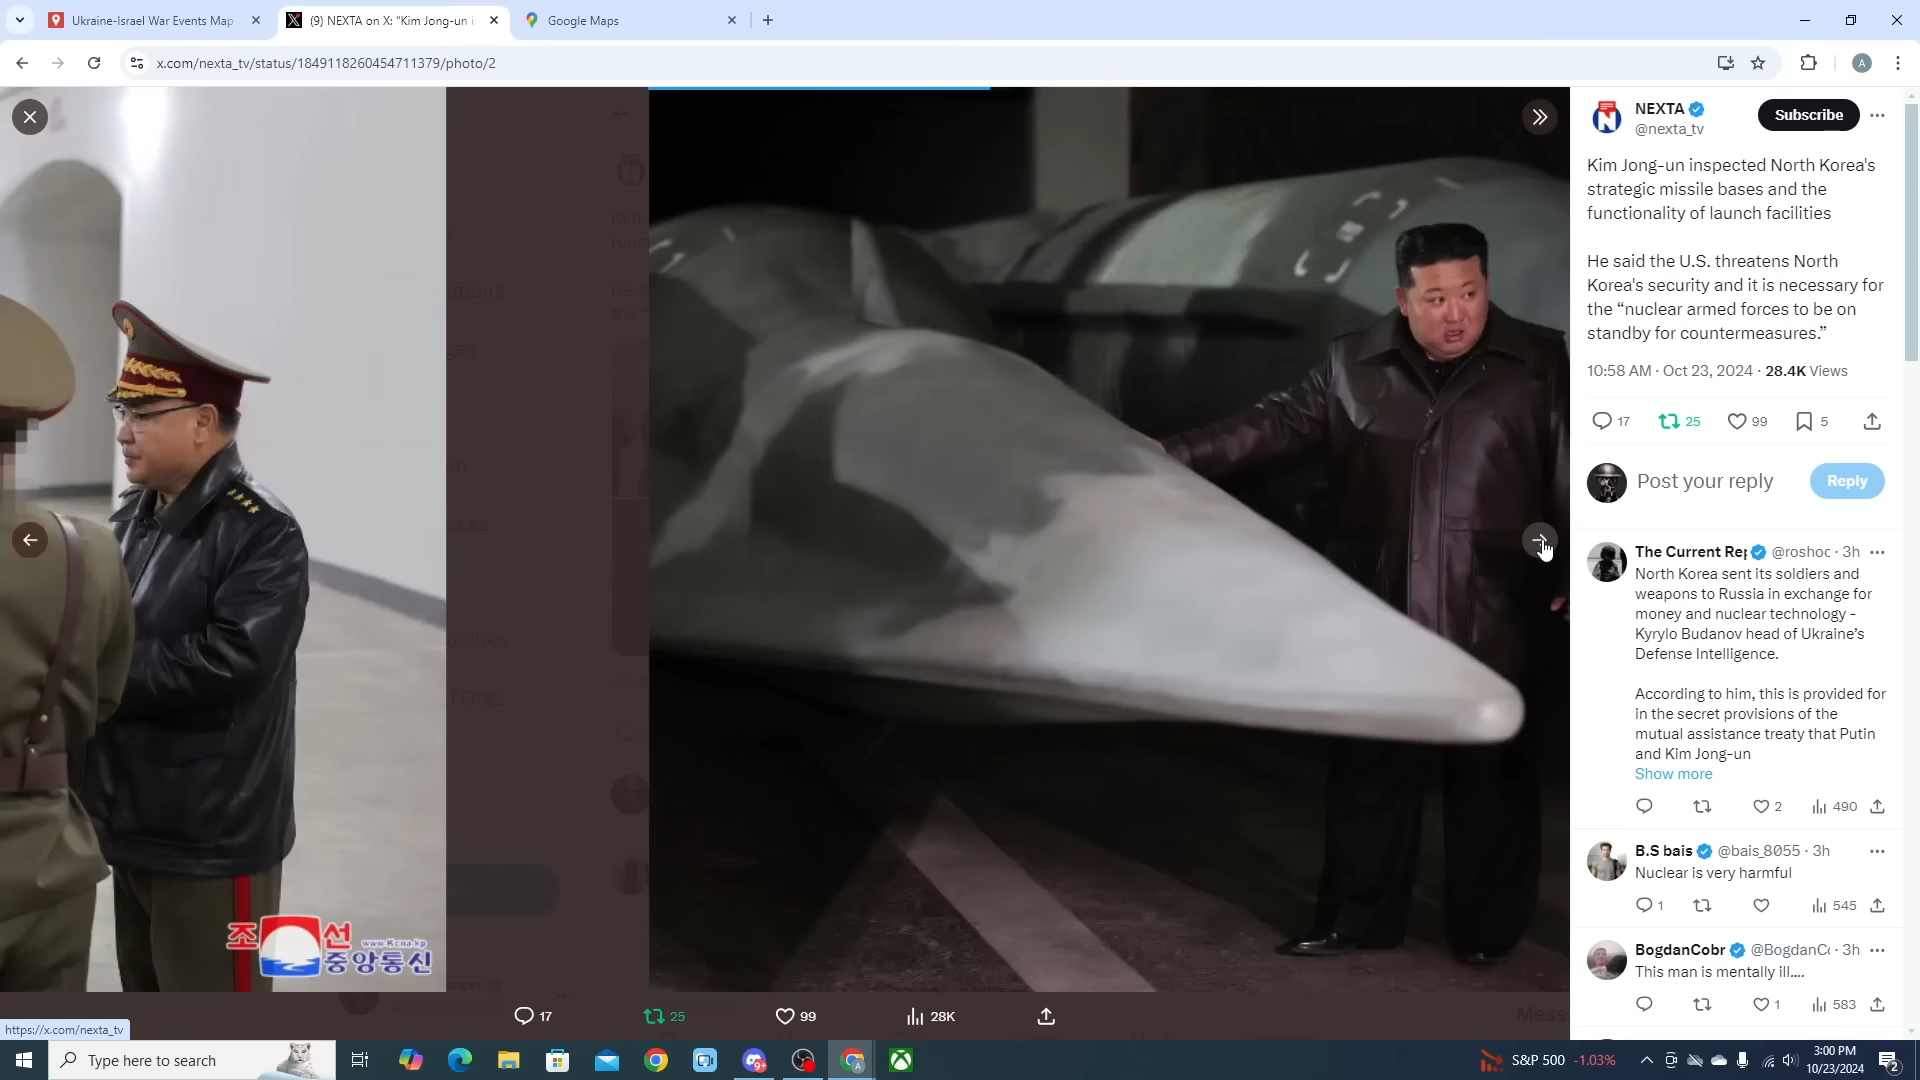 Ukraine-Israel War Events Map
(9) NEXTA on X: "Kim Jong-un i
Google Maps
x.com/nexta_tv/status/1849118260454711379/photo/2
A
NEXTA
@nexta_tv
Subscribe
Kim Jong-un inspected North Korea's
strategic missile bases and the
functionality of launch facilities
He said the U.S. threatens North
Korea's security and it is necessary for
the “nuclear armed forces to be on
standby for countermeasures.”
10:58 AM · Oct 23, 2024 · 28.4K Views
17
25
99
5
Post your reply
Reply
The Current Rep
@roshoc · 3h
North Korea sent its soldiers and
weapons to Russia in exchange for
money and nuclear technology -
Kyrylo Budanov head of Ukraine’s
Defense Intelligence.
According to him, this is provided for
in the secret provisions of the
mutual assistance treaty that Putin
and Kim Jong-un
Show more
2
490
B.S bais
@bais_8055 · 3h
Nuclear is very harmful
1
545
BogdanCobr
@BogdanCo · 3h
This man is mentally ill....
1
583
조선
www.kcna.kp
중앙통신
17
25
99
28K
Mess
https://x.com/nexta_tv
Type here to search
9+
A
S&P 500 -1.03%
3:00 PM
10/23/2024
2